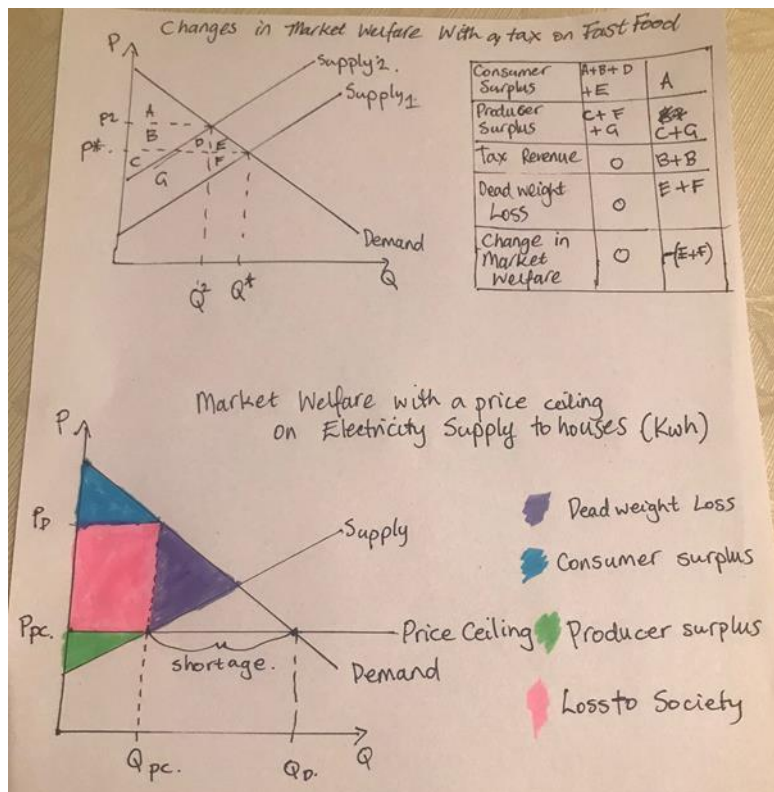 Changes in Market Welfare With a tax on Fast Food
P
Supply 2.
Supply 1
P2
A
B
P*
D
E
C
F
G
Demand
Q2
Q*
Q
Consumer Surplus
A+B+D +E
A
Producer Surplus
C+F +G
C+G
Tax Revenue
O
B+B
Dead weight Loss
O
E+F
Change in Market Welfare
O
-(E+F)
Market Welfare with a price ceiling
on Electricity Supply to houses (Kwh)
P
PD
Ppc.
Supply
Price Ceiling
shortage.
Demand
Qpc.
QD.
Q
Dead weight Loss
Consumer surplus
Producer surplus
Loss to Society